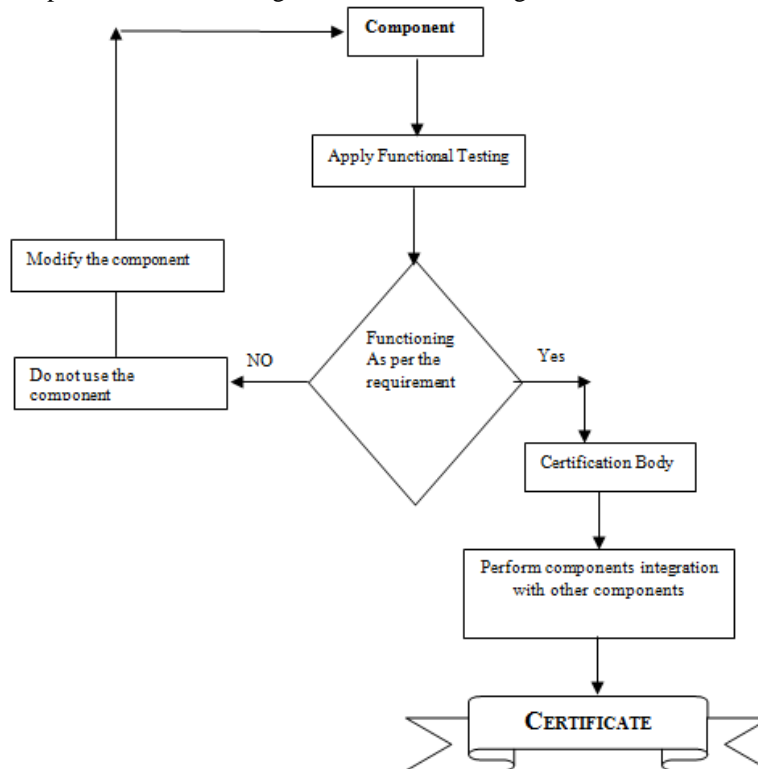 Component
Apply Functional Testing
Modify the component
Functioning
As per the
requirement
NO
Yes
Do not use the
component
Certification Body
Perform components integration
with other components
CERTIFICATE